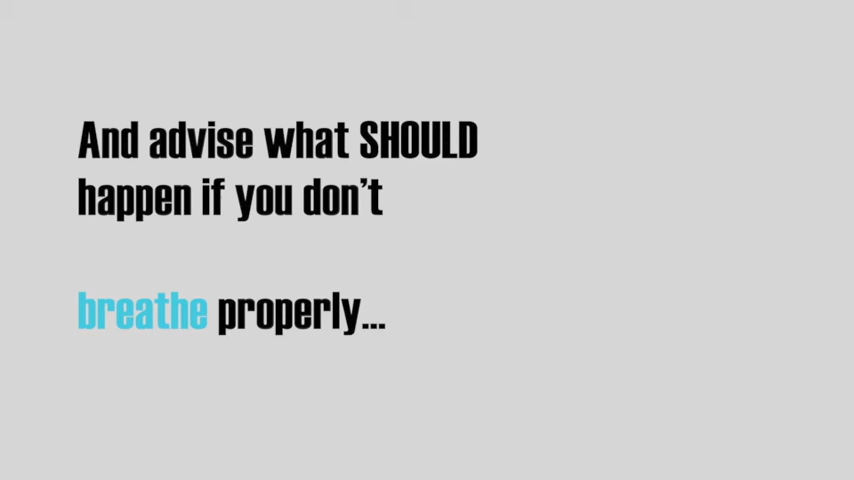 And advise what SHOULD
happen if you don’t
breathe properly...